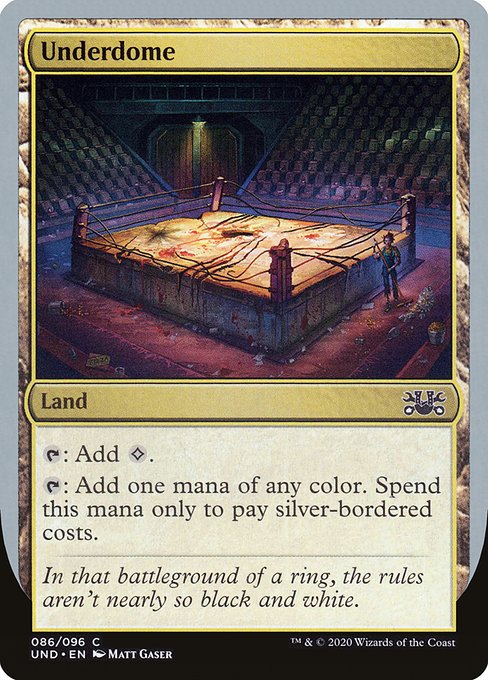 Underdome
Land
: Add .
: Add one mana of any color. Spend
this mana only to pay silver-bordered
costs.
In that battleground of a ring, the rules
aren't nearly so black and white.
086/096 C
UND • EN Matt Gaser
™ & © 2020 Wizards of the Coast